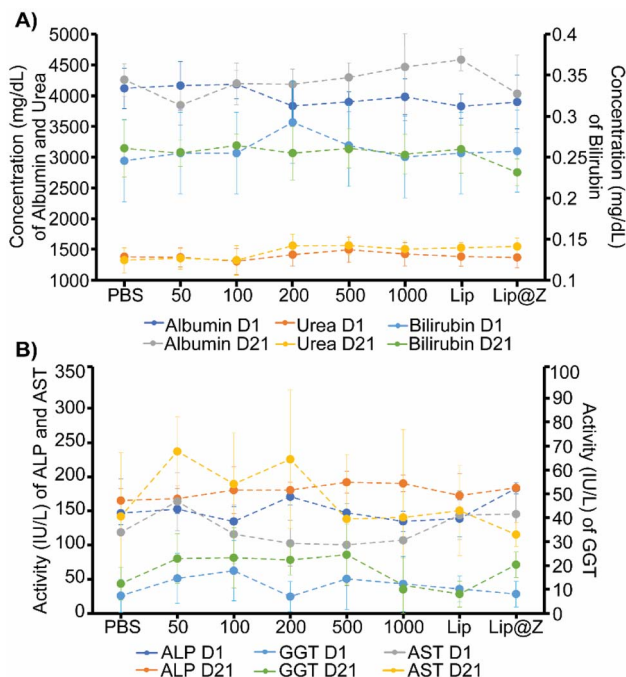 A)
Concentration (mg/dL)
of Albumin and Urea
5000
4500
4000
3500
3000
2500
2000
1500
1000
0.4
0.35
0.3
0.25
0.2
0.15
0.1
Concentration (mg/dL)
of Bilirubin
PBS 50 100 200 500 1000 Lip Lip@Z
Albumin D1 Urea D1 Bilirubin D1
Albumin D21 Urea D21 Bilirubin D21
B)
Activity (IU/L) of ALP and AST
350
300
250
200
150
100
50
0
100
90
80
70
60
50
40
30
20
10
0
Activity (IU/L) of GGT
PBS 50 100 200 500 1000 Lip Lip@Z
ALP D1 GGT D1 AST D1
ALP D21 GGT D21 AST D21